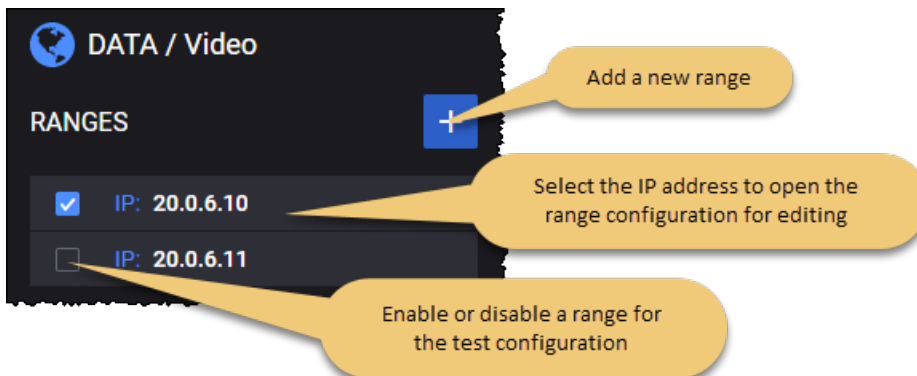 DATA / Video
Add a new range
RANGES
+
Select the IP address to open the
range configuration for editing
IP: 20.0.6.10
IP: 20.0.6.11
Enable or disable a range for
the test configuration